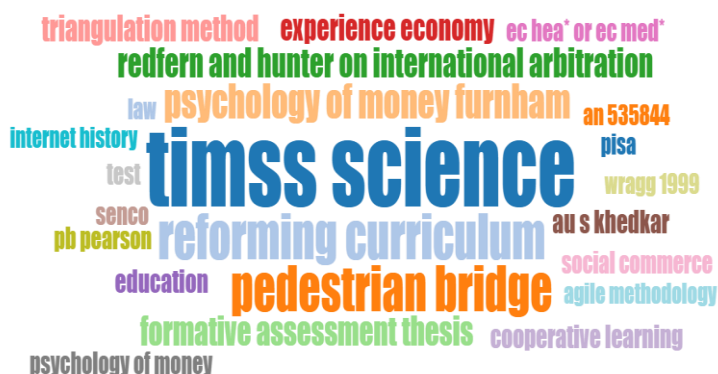 triangulation method
experience economy
ec hea* or ec med*
redfern and hunter on international arbitration
law
psychology of money furnham
an 535844
internet history
timss science
pisa
test
wragg 1999
senco
au s khedkar
pb pearson
reforming curriculum
social commerce
education
pedestrian bridge
agile methodology
formative assessment thesis
cooperative learning
psychology of money